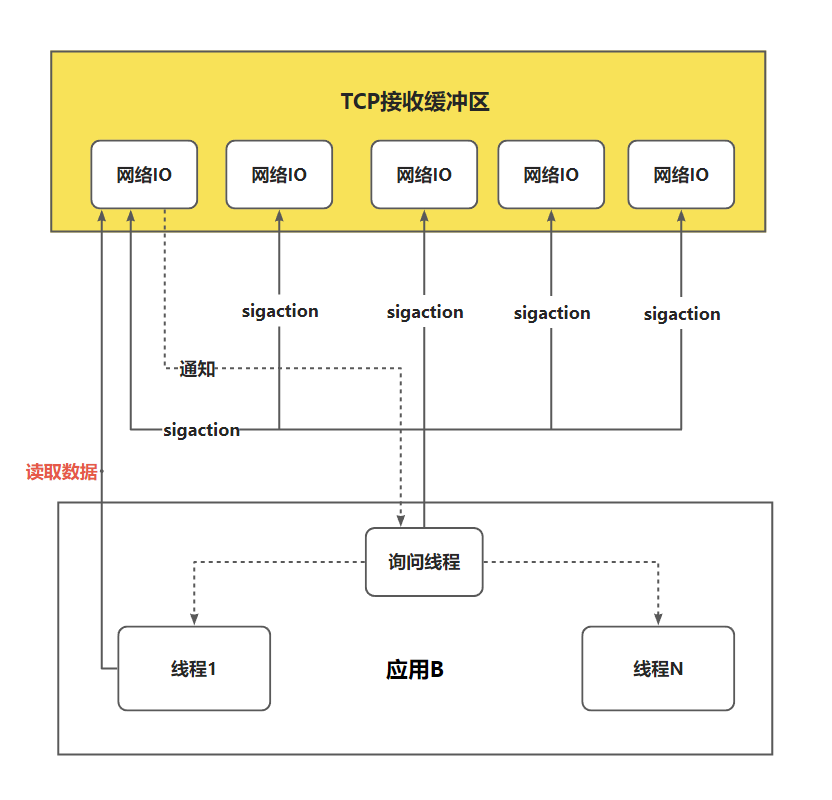 TCP接收缓冲区
网络IO
网络IO
网络IO
网络IO
网络IO
sigaction
sigaction
sigaction
sigaction
通知
sigaction
读取数据
询问线程
线程1
应用B
线程N